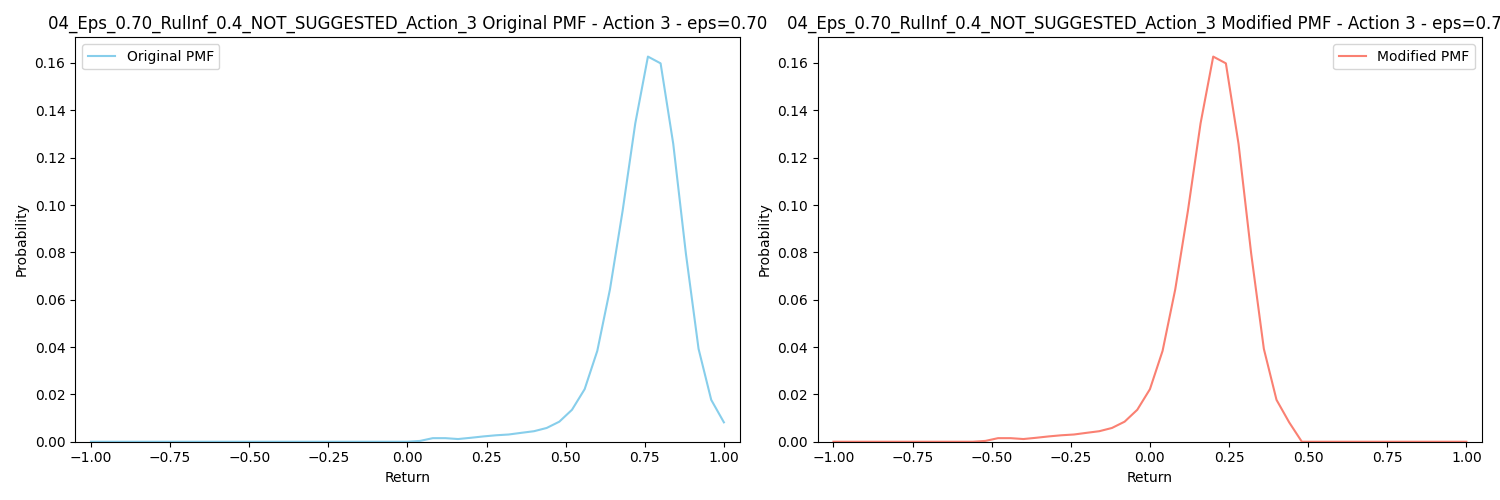 04_Eps_0.70_RulInf_0.4_NOT_SUGGESTED_Action_3 Original PMF - Action 3 - eps=0.70
Original PMF
Probability
0.16
0.14
0.12
0.10
0.08
0.06
0.04
0.02
0.00
−1.00 −0.75 −0.50 −0.25 0.00 0.25 0.50 0.75 1.00
Return
04_Eps_0.70_RulInf_0.4_NOT_SUGGESTED_Action_3 Modified PMF - Action 3 - eps=0.7
Modified PMF
Probability
0.16
0.14
0.12
0.10
0.08
0.06
0.04
0.02
0.00
−1.00 −0.75 −0.50 −0.25 0.00 0.25 0.50 0.75 1.00
Return